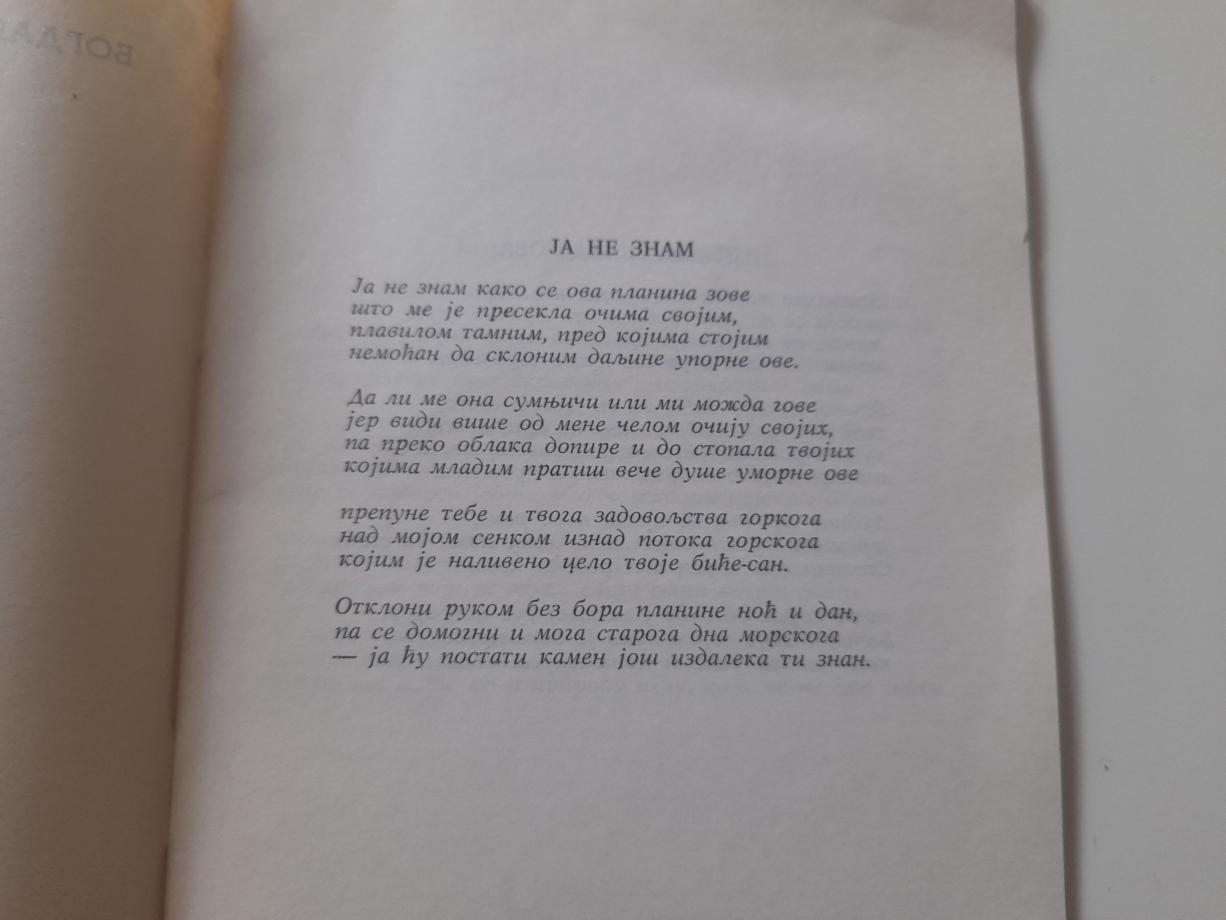 ЈА НЕ ЗНАМ
Ја не знам како се ова планина зове
што ме је пресекла очима својим,
плавилом тамним, пред којима стојим
немоћан да склоним даљине упорне ове.
Да ли ме она сумњичи или ми можда гове
јер види више од мене челом очију својих,
па преко облака допире и до стопала твојих
којима младим пратиш вече душе уморне ове
препуне тебе и твога задовољства горкога
над мојом сенком изнад потока горскога
којим је наливено цело твоје биће-сан.
Отклони руком без бора планине ноћ и дан,
па се домогни и мога старога дна морскога
— ја ћу постати камен још издалека ти знан.